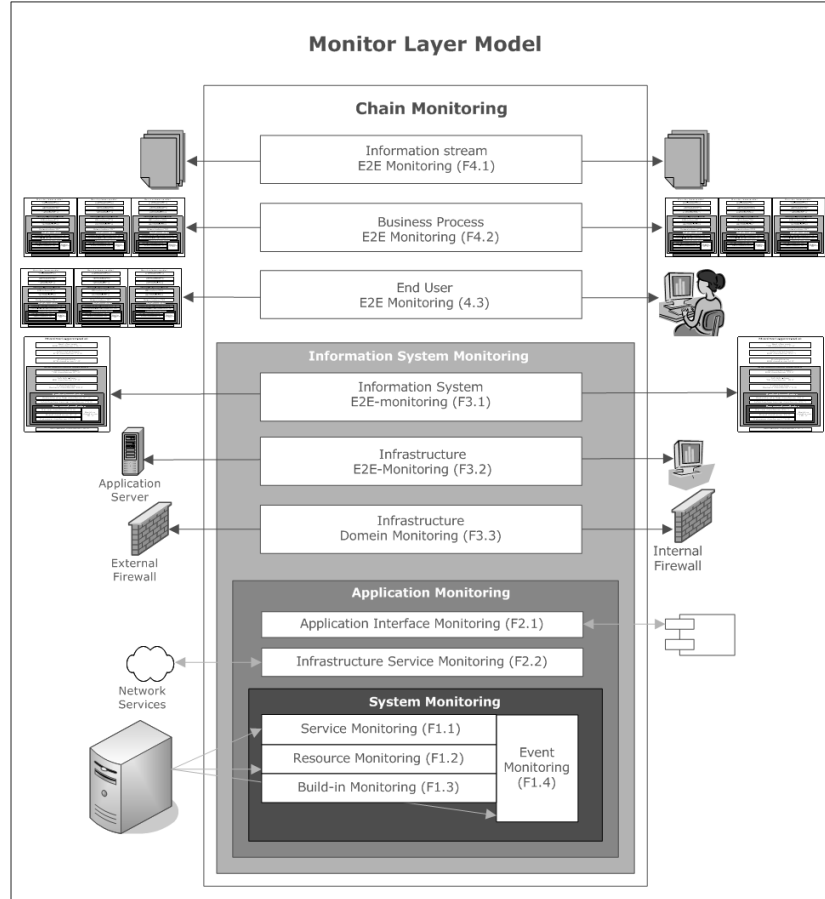 Monitor Layer Model
Chain Monitoring
Information stream
E2E Monitoring (F4.1)
Business Process
E2E Monitoring (F4.2)
End User
E2E Monitoring (4.3)
Information System Monitoring
Information System
E2E-monitoring (F3.1)
Infrastructure
E2E-Monitoring (F3.2)
Application
Server
Infrastructure
Domein Monitoring (F3.3)
External
Firewall
Internal
Firewall
Application Monitoring
Application Interface Monitoring (F2.1)
Infrastructure Service Monitoring (F2.2)
Network
Services
System Monitoring
Service Monitoring (F1.1)
Resource Monitoring (F1.2)
Build-in Monitoring (F1.3)
Event
Monitoring
(F1.4)